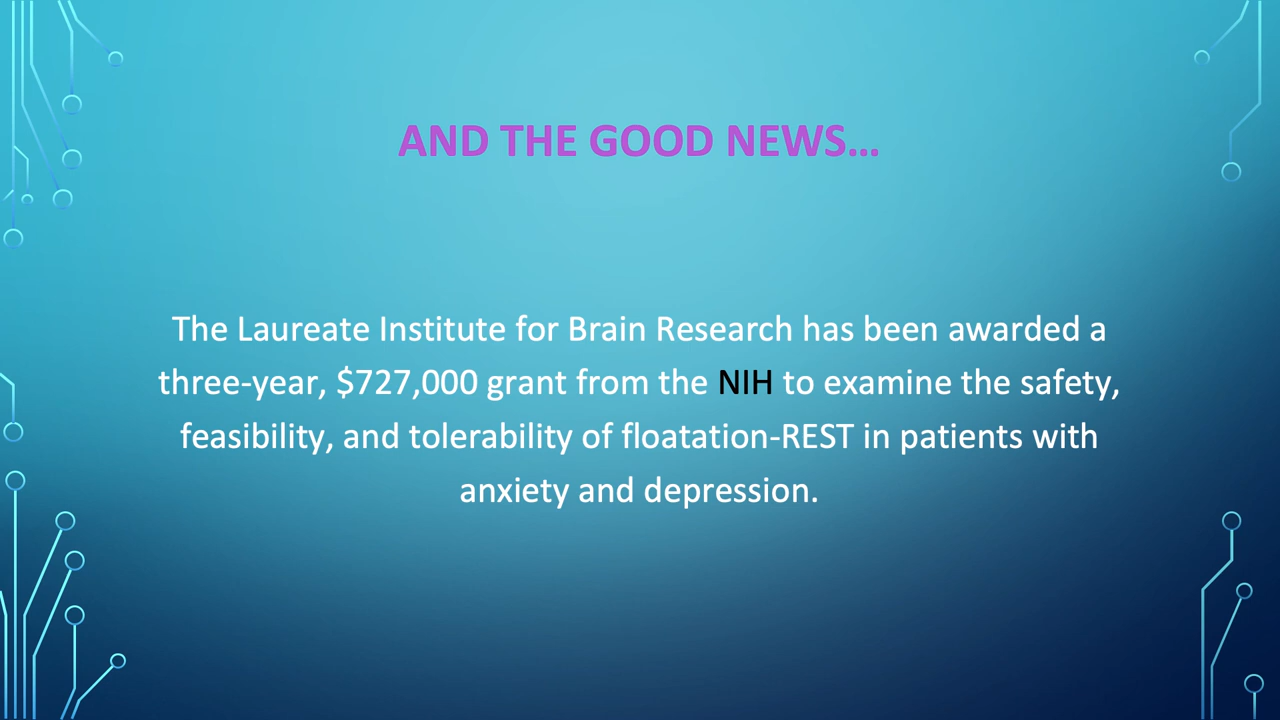 AND THE GOOD NEWS…
The Laureate Institute for Brain Research has been awarded a
three-year, $727,000 grant from the NIH to examine the safety,
feasibility, and tolerability of floatation-REST in patients with
anxiety and depression.